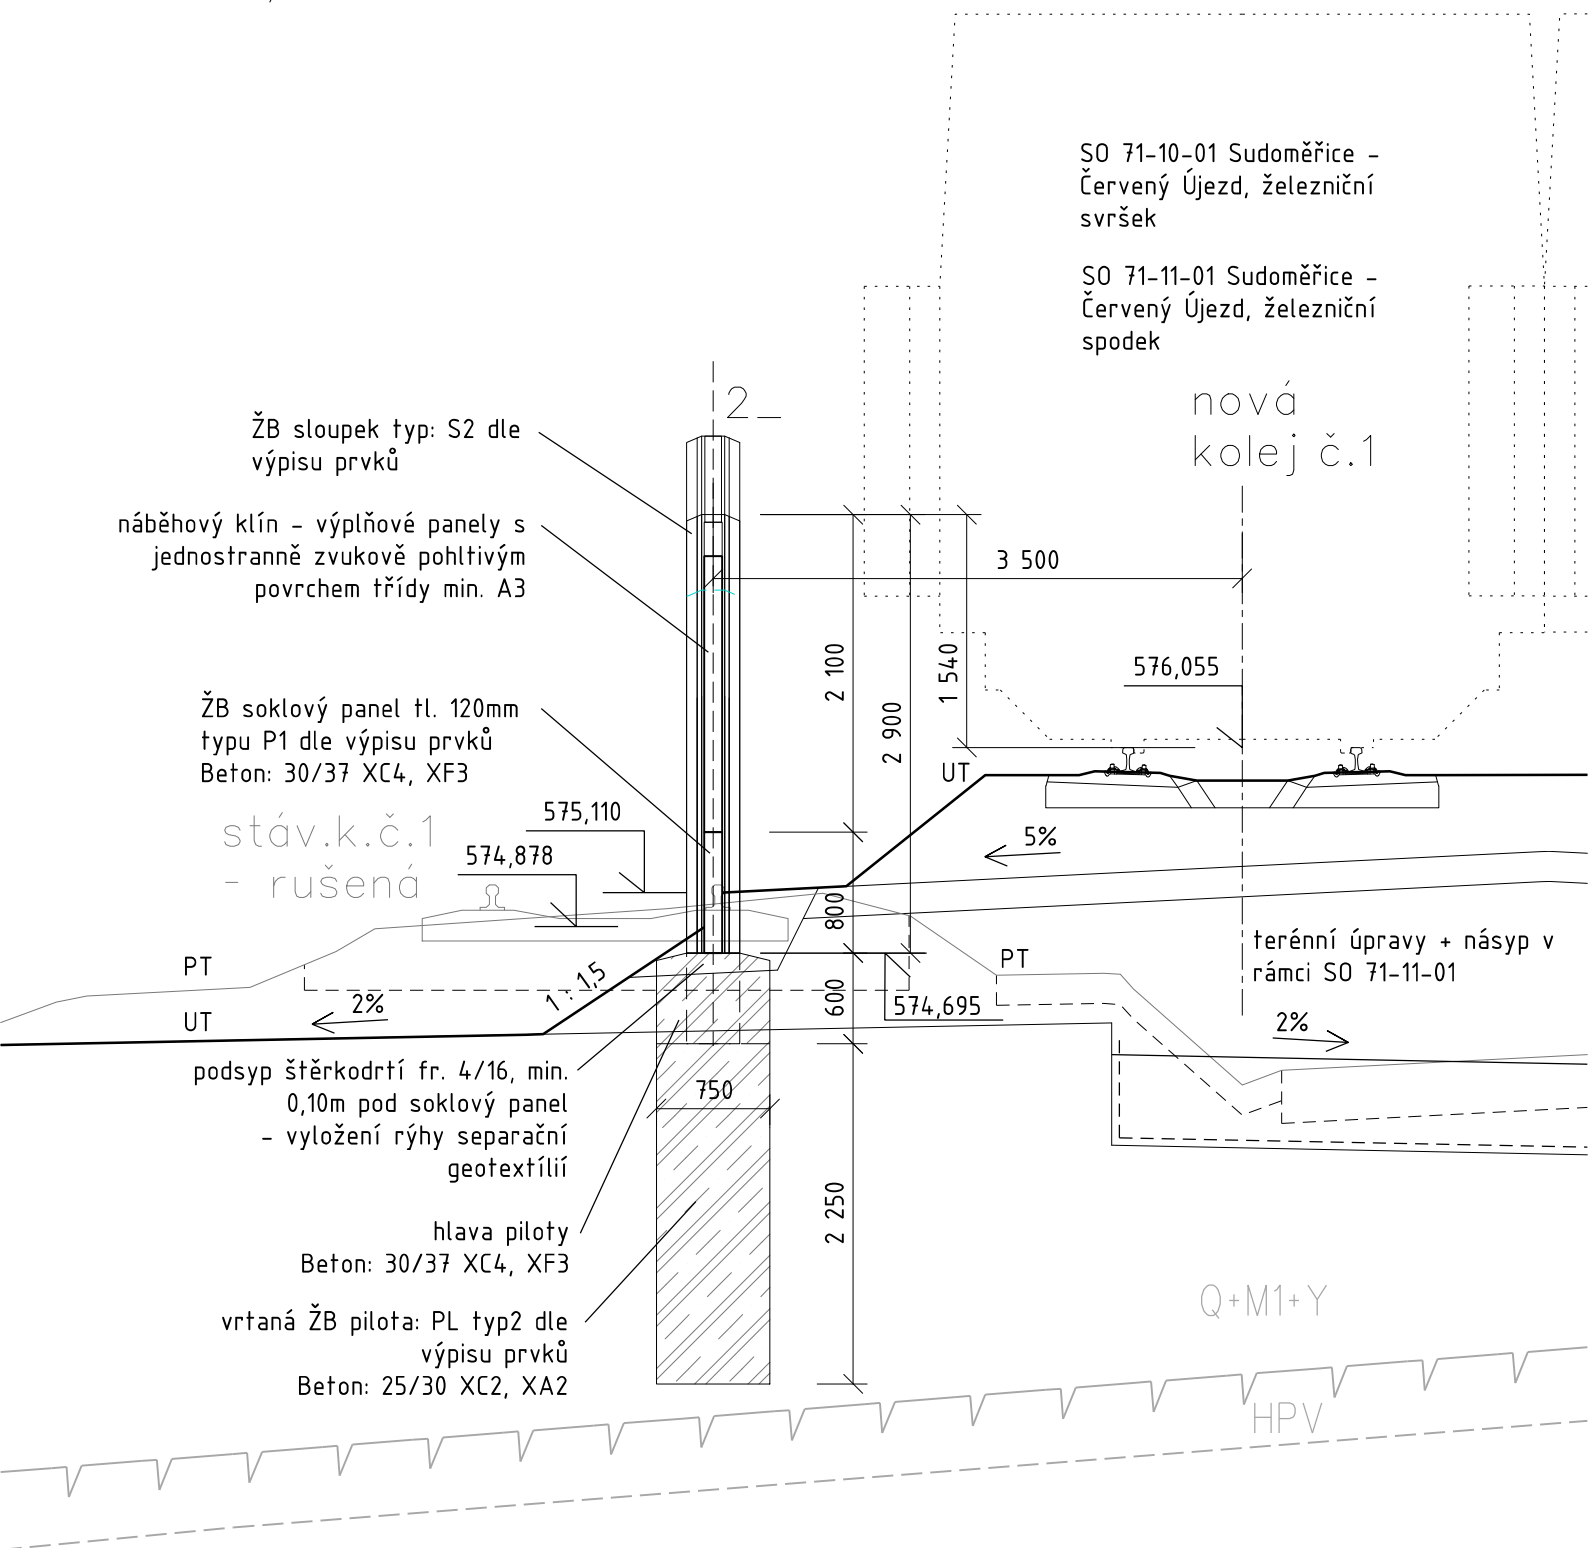 SO 71-10-01 Sudoměřice -
Červený Újezd, železniční
svršek
SO 71-11-01 Sudoměřice -
Červený Újezd, železniční
spodek
nová
kolej č.1
2_
ŽB sloupek typ: S2 dle
výpisu prvků
náběhový klín - výplňové panely s
jednostranně zvukově pohltivým
povrchem třídy min. A3
3 500
2 100
2 900
1 540
576,055
ŽB soklový panel tl. 120mm
typu P1 dle výpisu prvků
Beton: 30/37 XC4, XF3
UT
stáv.k.č.1
- rušená
575,110
574,878
5%
800
terénní úpravy + násyp v
rámci SO 71-11-01
PT
PT
1 : 1,5
2%
UT
600
574,695
2%
podsyp štěrkodrtí fr. 4/16, min.
0,10m pod soklový panel
- vyložení rýhy separační
geotextílií
750
2 250
hlava piloty
Beton: 30/37 XC4, XF3
vrtaná ŽB pilota: PL typ2 dle
výpisu prvků
Beton: 25/30 XC2, XA2
Q+M1+Y
HPV